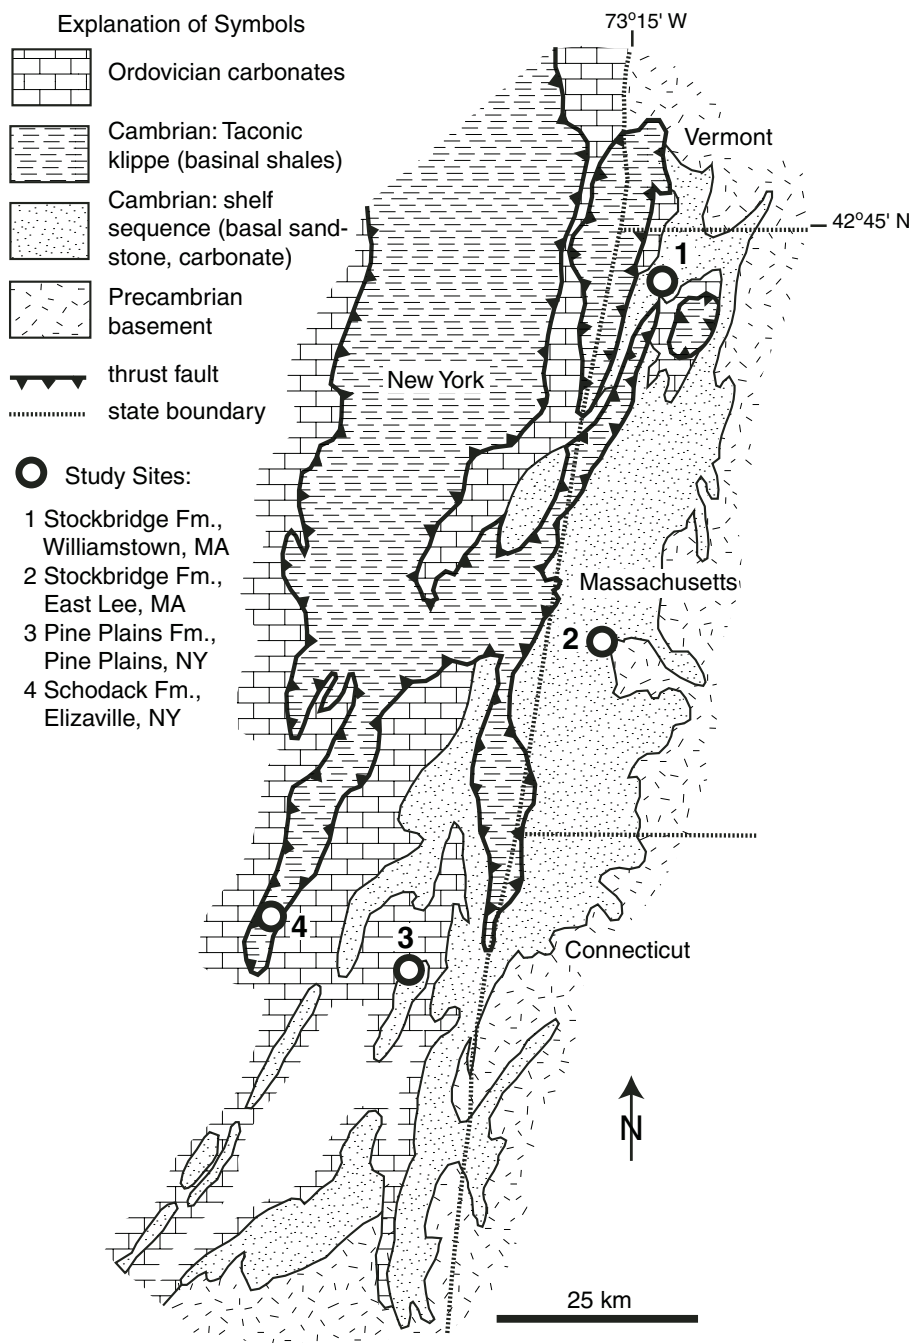 Explanation of Symbols
Ordovician carbonates
Cambrian: Taconic
klippe (basinal shales)
Cambrian: shelf
sequence (basal sand-
stone, carbonate)
Precambrian
basement
thrust fault
state boundary
Study Sites:
1 Stockbridge Fm.,
Williamstown, MA
2 Stockbridge Fm.,
East Lee, MA
3 Pine Plains Fm.,
Pine Plains, NY
4 Schodack Fm.,
Elizaville, NY
73°15' W
Vermont
42°45' N
1
New York
Massachusetts
2
4
3
Connecticut
N
25 km